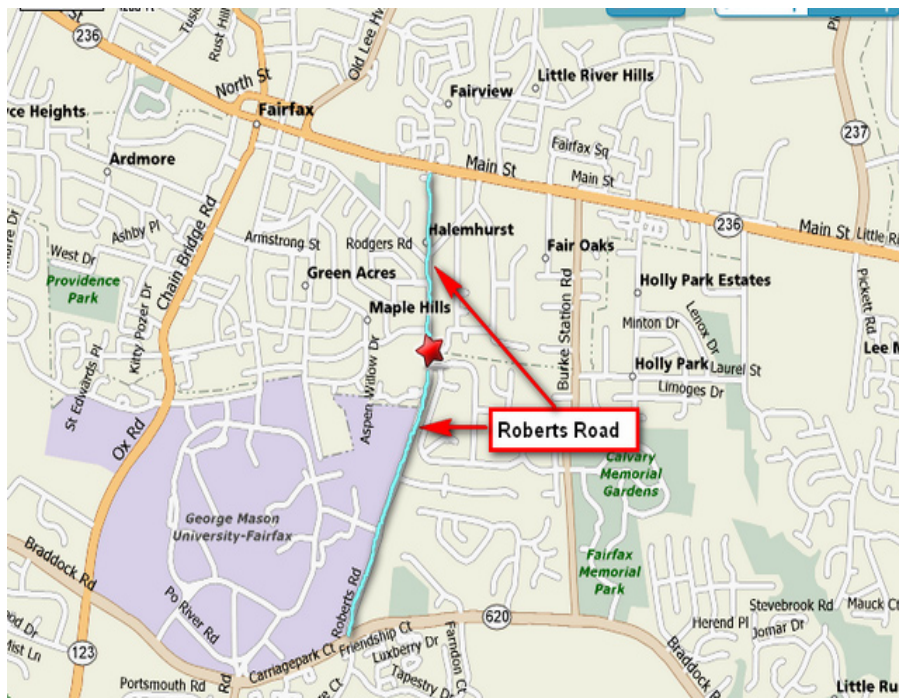 Rust Hill
Old Lee Hw
236
North St
Little River Hills
Fairview
Fairfax
237
ce Heights
Ardmore
Fairfax Sq
Main St
Main St
236
Main St
Little Ri
Chain Bridge Rd
Ashby Pl
Armstrong St
Rodgers Rd
Halemhurst
West Dr
Fair Oaks
Green Acres
Providence
Park
Kitty Pozer Dr
Maple Hills
Holly Park Estates
Pickett Rd
Minton Dr
Lenox Dr
Burke Station Rd
St Edwards Pl
Aspen Willow Dr
Lee M
Holly Park
Laurel St
Limoges Dr
Ox Rd
Roberts Road
Calvary
Memorial
Gardens
George Mason
University-Fairfax
Braddock Rd
Fairfax
Memorial
Park
Po River Rd
Roberts Rd
620
Stevebrook Rd
Mauck Ct
Herend Pl
Jomar Dr
Friendship Ct
Carriagepark Ct
Luxberry Dr
Farndon Ct
Mist Ln
123
Braddock Rd
Portsmouth Rd
Rd
Tapestry Dr
Little Ru